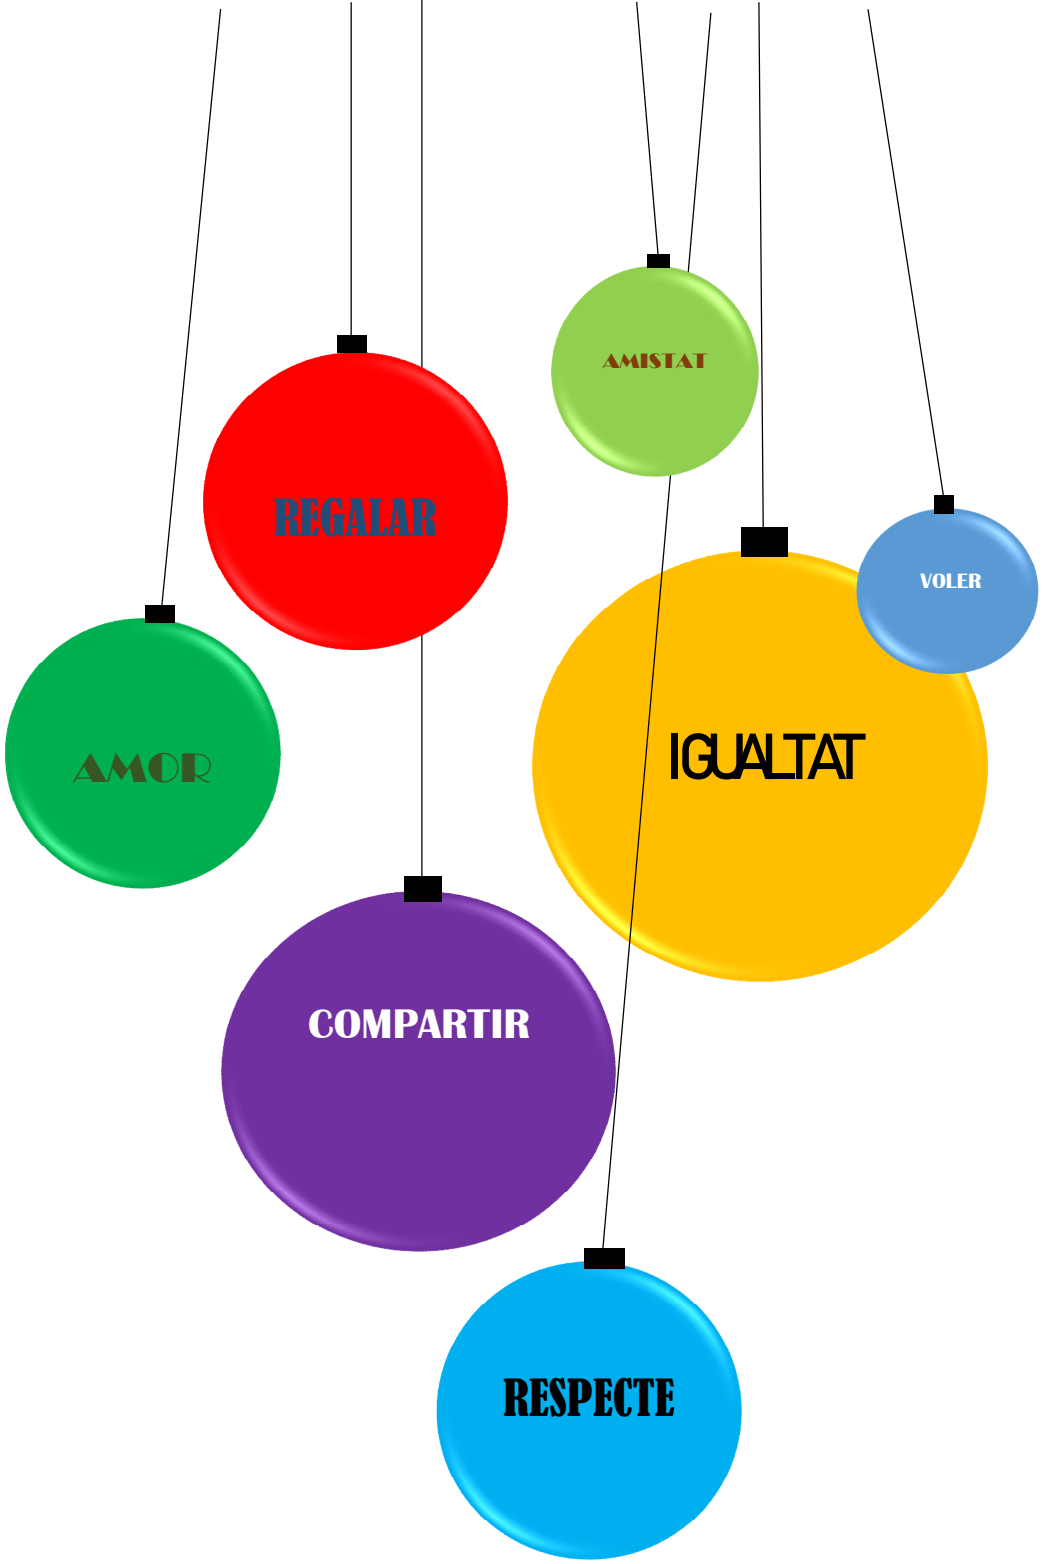 AMISTAT
REGALAR
VOLER
IGUALTAT
AMOR
COMPARTIR
RESPECTE